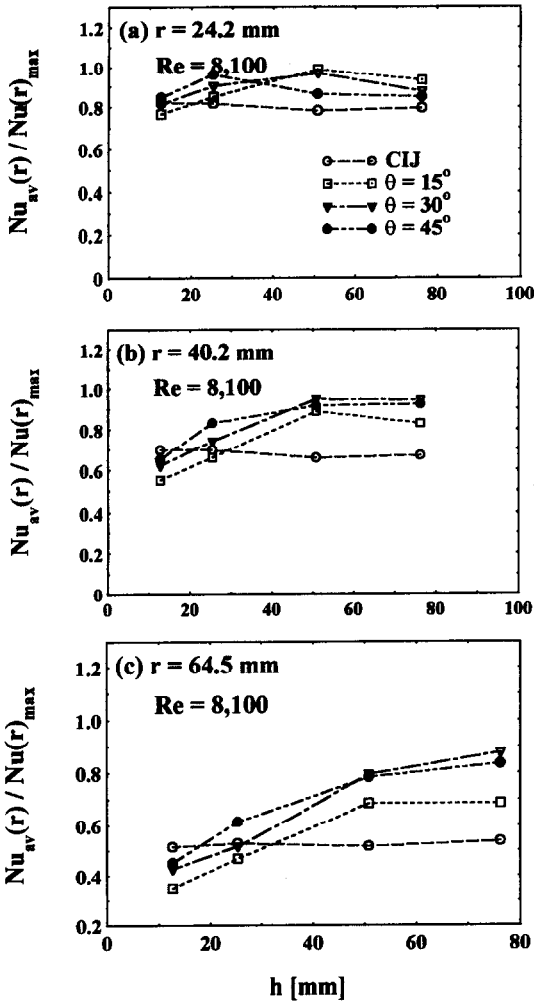 (a) r = 24.2 mm
Re = 8,100
Nu_av(r) / Nu(r)_max
1.2
1.0
0.8
0.6
0.4
0.2
0
CIJ
θ = 15°
θ = 30°
θ = 45°
0 20 40 60 80 100
(b) r = 40.2 mm
Re = 8,100
Nu_av(r) / Nu(r)_max
1.2
1.0
0.8
0.6
0.4
0.2
0
0 20 40 60 80 100
(c) r = 64.5 mm
Re = 8,100
Nu_av(r) / Nu(r)_max
1.2
1.0
0.8
0.6
0.4
0.2
0 20 40 60 80
h [mm]